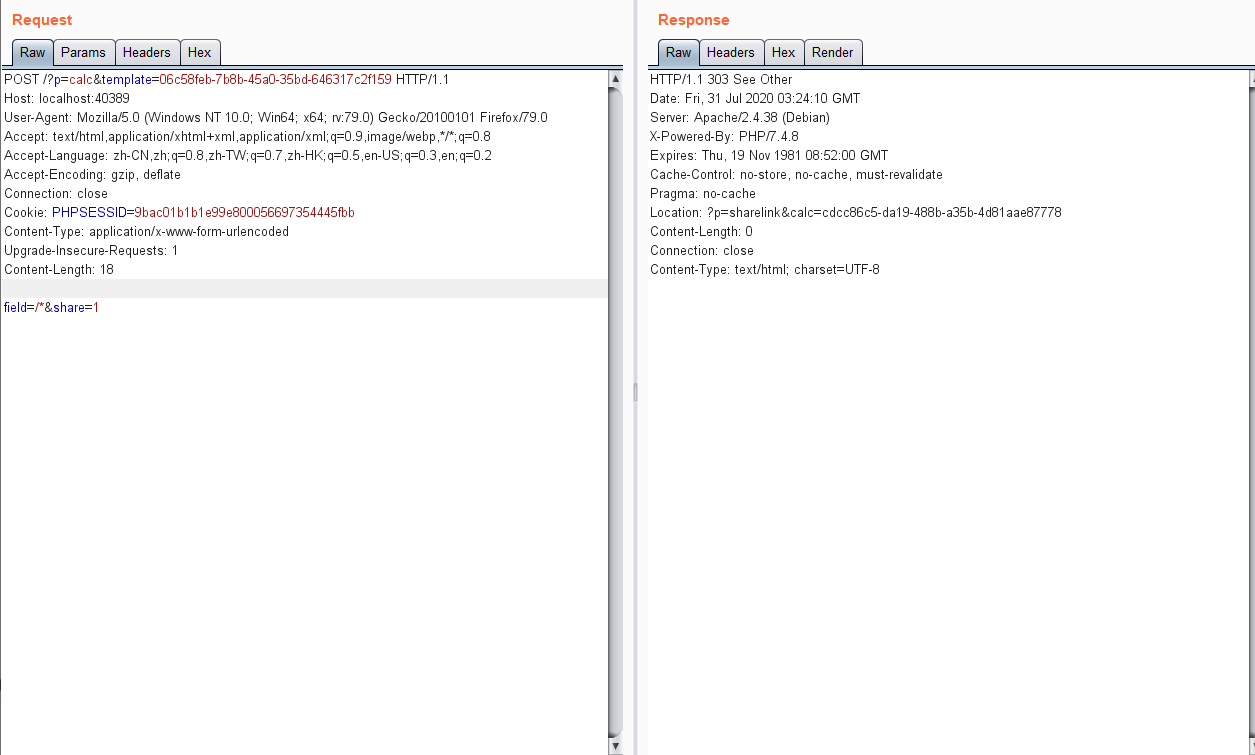 Request
Raw Params Headers Hex
POST /?p=calc&template=06c58feb-7b8b-45a0-35bd-646317c2f159 HTTP/1.1
Host: localhost:40389
User-Agent: Mozilla/5.0 (Windows NT 10.0; Win64; x64; rv:79.0) Gecko/20100101 Firefox/79.0
Accept: text/html,application/xhtml+xml,application/xml;q=0.9,image/webp,*/*;q=0.8
Accept-Language: zh-CN,zh;q=0.8,zh-TW;q=0.7,zh-HK;q=0.5,en-US;q=0.3,en;q=0.2
Accept-Encoding: gzip, deflate
Connection: close
Cookie: PHPSESSID=9bac01b1b1e99e800056697354445fbb
Content-Type: application/x-www-form-urlencoded
Upgrade-Insecure-Requests: 1
Content-Length: 18
field=/*&share=1
Response
Raw Headers Hex Render
HTTP/1.1 303 See Other
Date: Fri, 31 Jul 2020 03:24:10 GMT
Server: Apache/2.4.38 (Debian)
X-Powered-By: PHP/7.4.8
Expires: Thu, 19 Nov 1981 08:52:00 GMT
Cache-Control: no-store, no-cache, must-revalidate
Pragma: no-cache
Location: ?p=sharelink&calc=cdcc86c5-da19-488b-a35b-4d81aae87778
Content-Length: 0
Connection: close
Content-Type: text/html; charset=UTF-8